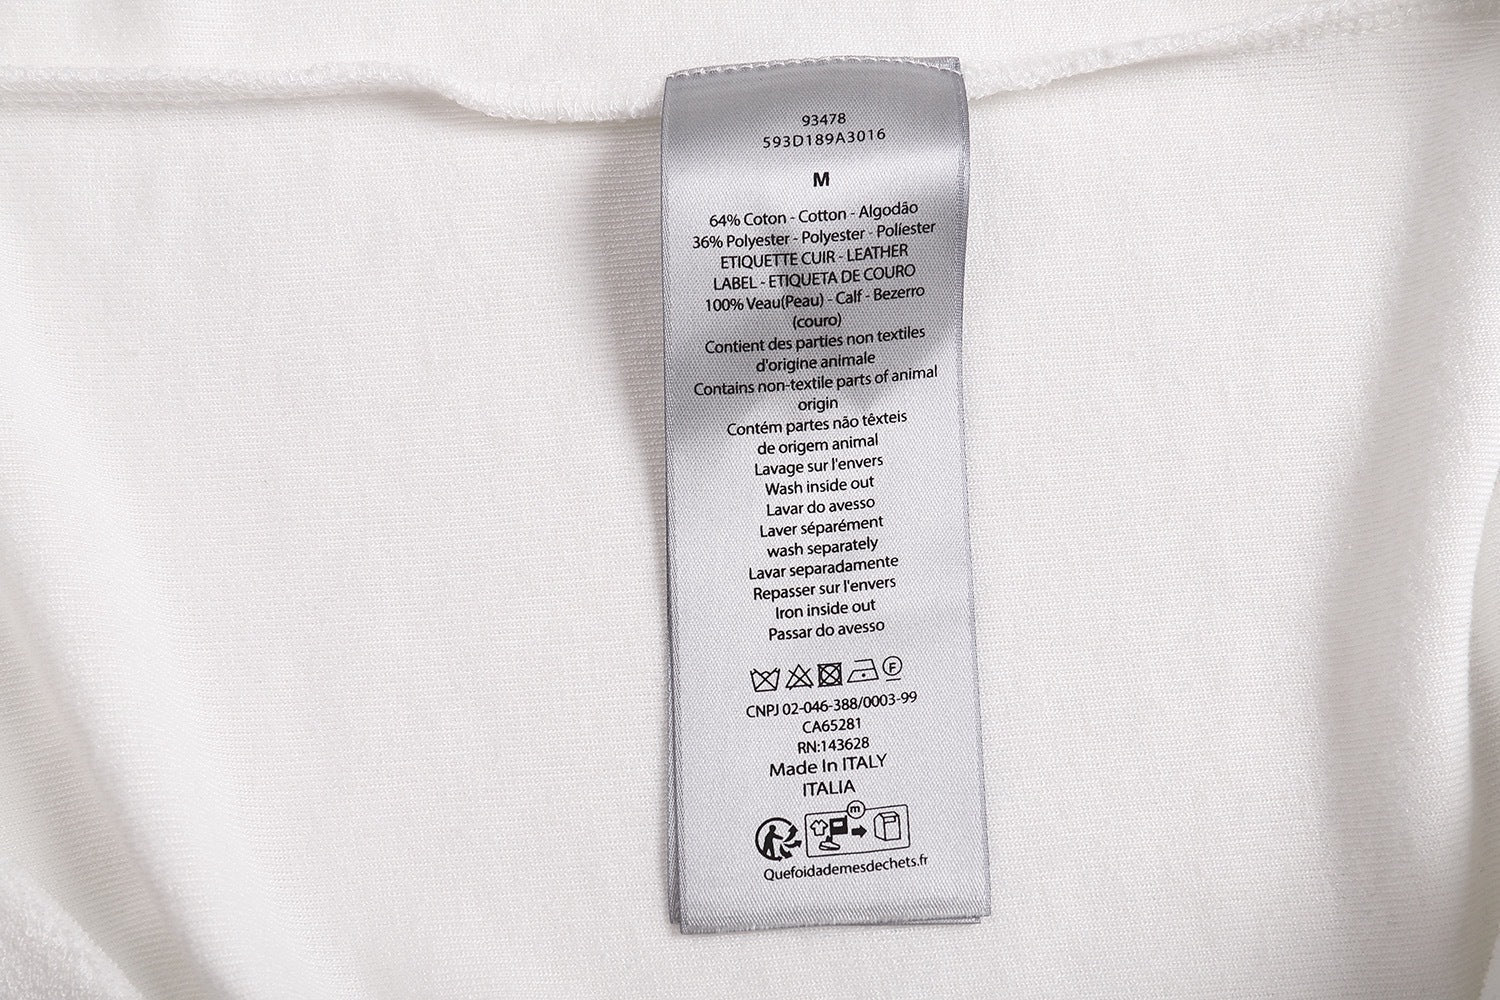 93478
593D189A3016
M
64% Coton - Cotton - Algodão
36% Polyester - Polyester - Políester
ETIQUETTE CUIR - LEATHER
LABEL - ETIQUETA DE COURO
100% Veau(Peau) - Calf - Bezerro
(couro)
Contient des parties non textiles
d'origine animale
Contains non-textile parts of animal
origin
Contém partes não têxteis
de origem animal
Lavage sur l'envers
Wash inside out
Lavar do avesso
Laver séparément
wash separately
Lavar separadamente
Repasser sur l'envers
Iron inside out
Passar do avesso
F
CNPJ 02-046-388/0003-99
CA65281
RN:143628
Made In ITALY
ITALIA
m
Quefoidademesdechets.fr